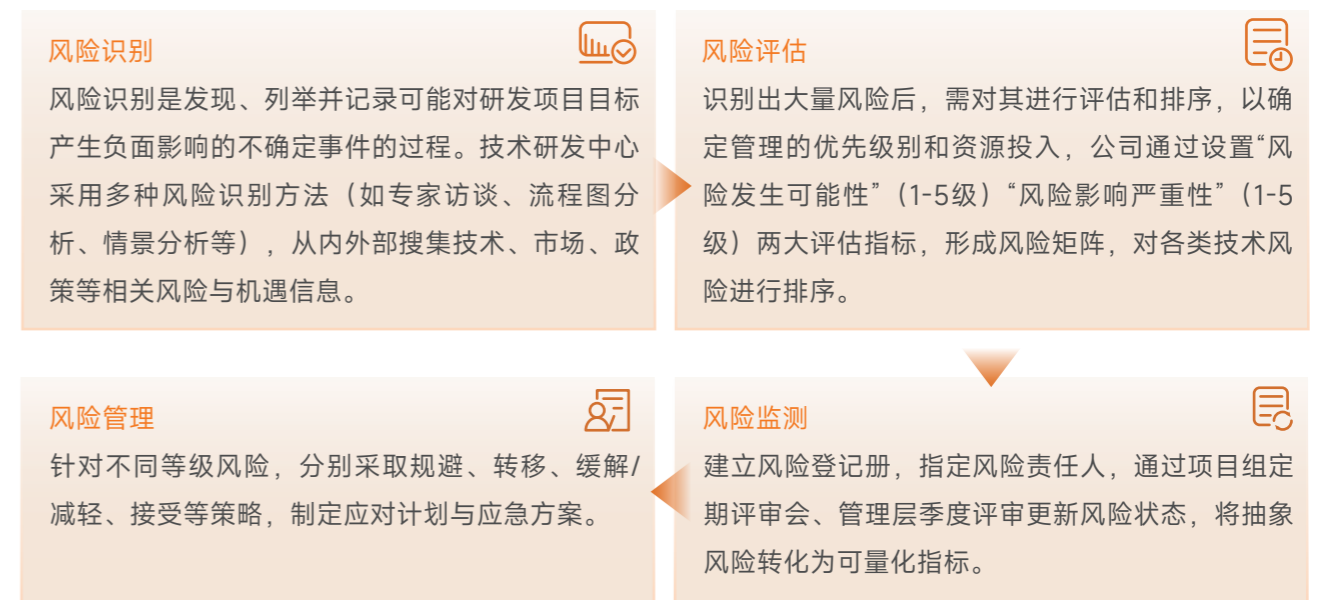 风险识别
风险识别是发现、列举并记录可能对研发项目目标
产生负面影响的不确定事件的过程。技术研发中心
采用多种风险识别方法（如专家访谈、流程图分
析、情景分析等），从内外部搜集技术、市场、政
策等相关风险与机遇信息。
风险评估
识别出大量风险后，需对其进行评估和排序，以确
定管理的优先级别和资源投入，公司通过设置“风
险发生可能性”（1-5级）“风险影响严重性”（1-5
级）两大评估指标，形成风险矩阵，对各类技术风
险进行排序。
风险监测
建立风险登记册，指定风险责任人，通过项目组定
期评审会、管理层季度评审更新风险状态，将抽象
风险转化为可量化指标。
风险管理
针对不同等级风险，分别采取规避、转移、缓解/
减轻、接受等策略，制定应对计划与应急方案。